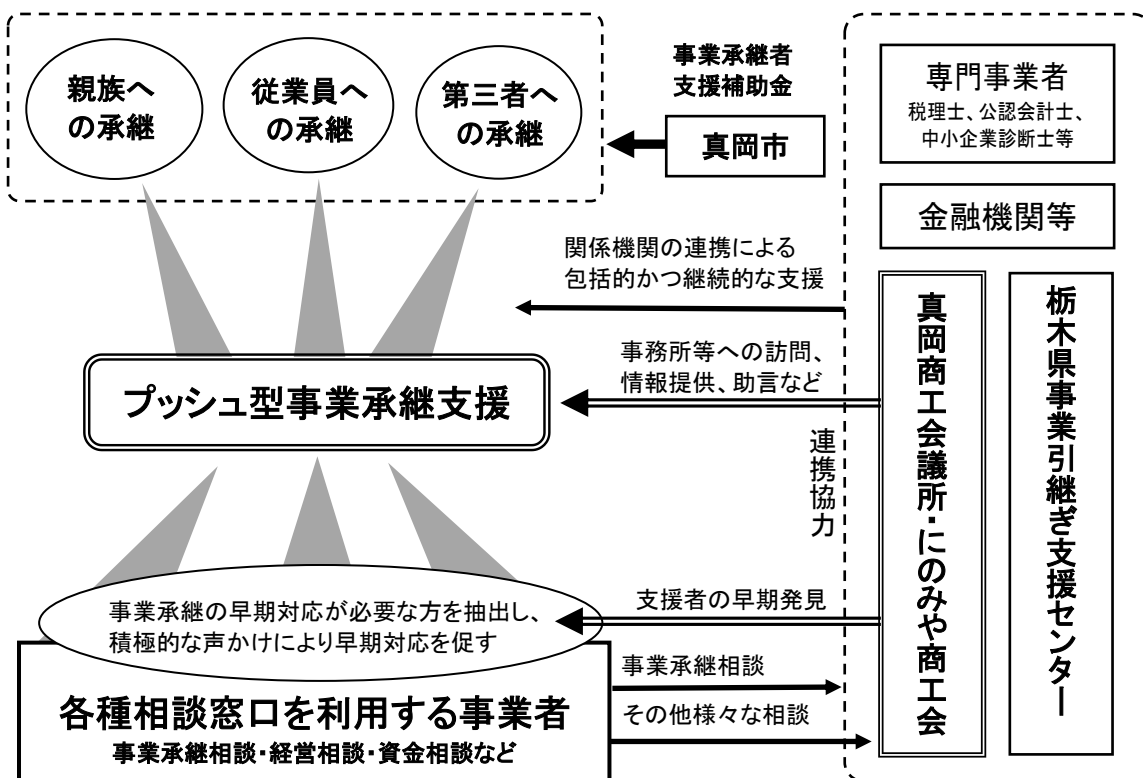 親族へ
の承継
従業員へ
の承継
第三者へ
の承継
事業承継者
支援補助金
真岡市
専門事業者
税理士、公認会計士、
中小企業診断士等
金融機関等
関係機関の連携による
包括的かつ継続的な支援
プッシュ型事業承継支援
事務所等への訪問、
情報提供、助言など
連携協力
真岡商工会議所・にのみや商工会
栃木県事業引継ぎ支援センター
事業承継の早期対応が必要な方を抽出し、
積極的な声かけにより早期対応を促す
支援者の早期発見
各種相談窓口を利用する事業者
事業承継相談・経営相談・資金相談など
事業承継相談
その他様々な相談